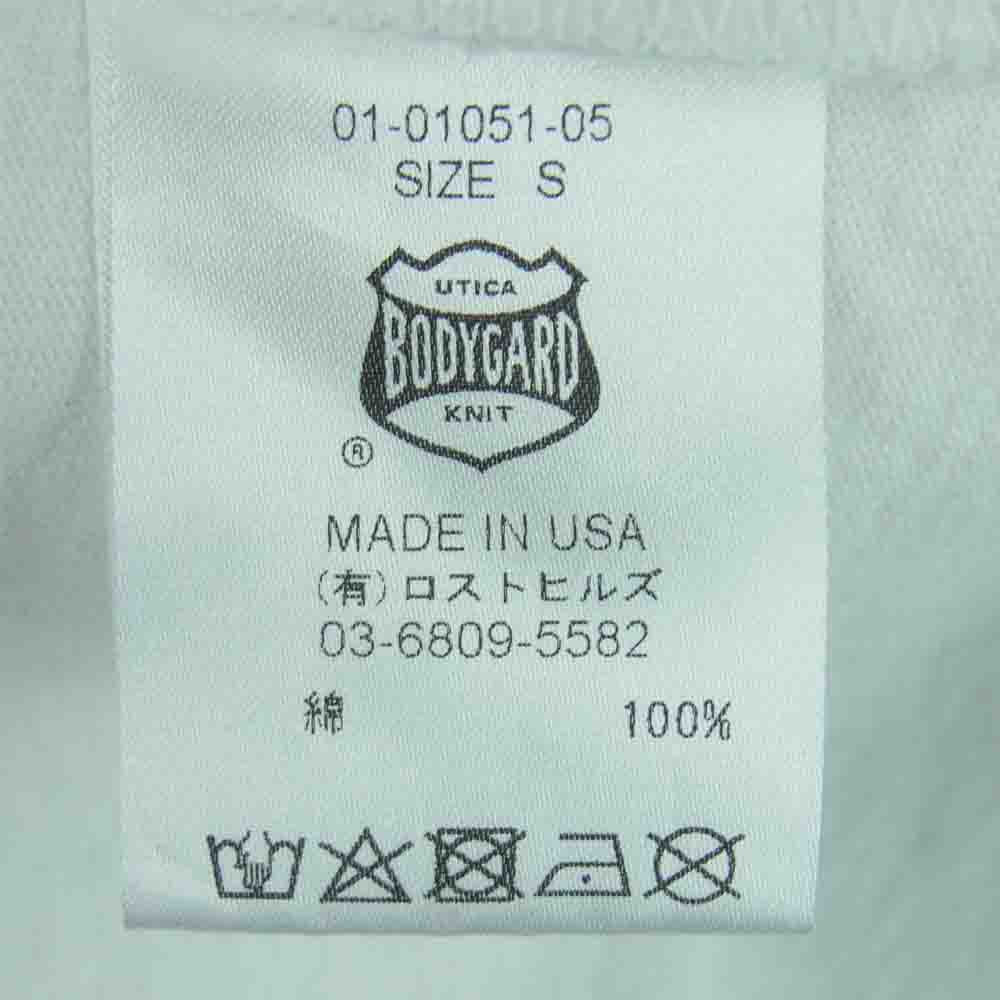 01-01051-05
SIZE S
UTICA
BODYGARD
KNIT
®
MADE IN USA
(有)ロストヒルズ
03-6809-5582
綿 100%